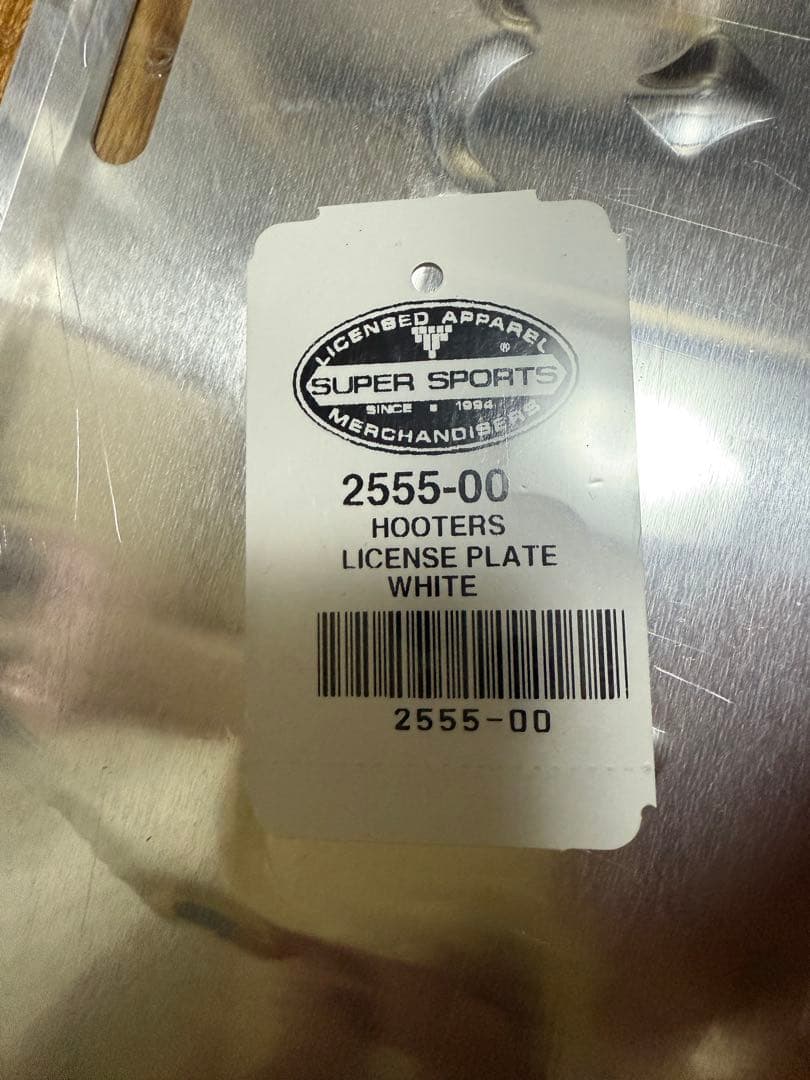 LICENSED APPAREL
®
SUPER SPORTS
SINCE ▪ 1994
MERCHANDISERS
2555-00
HOOTERS
LICENSE PLATE
WHITE
2555-00